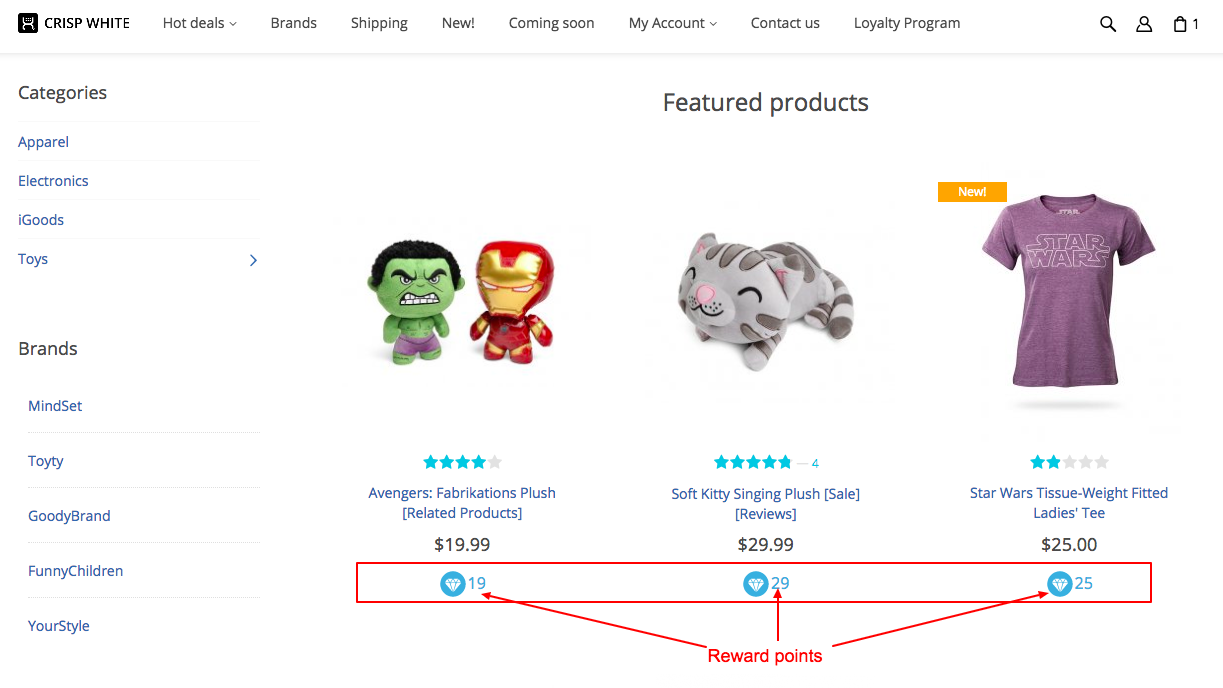 CRISP WHITE
Hot deals
Brands
Shipping
New!
Coming soon
My Account
Contact us
Loyalty Program
1
Categories
Apparel
Electronics
iGoods
Toys
Brands
MindSet
Toyty
GoodyBrand
FunnyChildren
YourStyle
Featured products
New!
STAR
STAR
WARS
— 4
Avengers: Fabrikations Plush
[Related Products]
$19.99
19
Soft Kitty Singing Plush [Sale]
[Reviews]
$29.99
29
Star Wars Tissue-Weight Fitted
Ladies' Tee
$25.00
25
Reward points